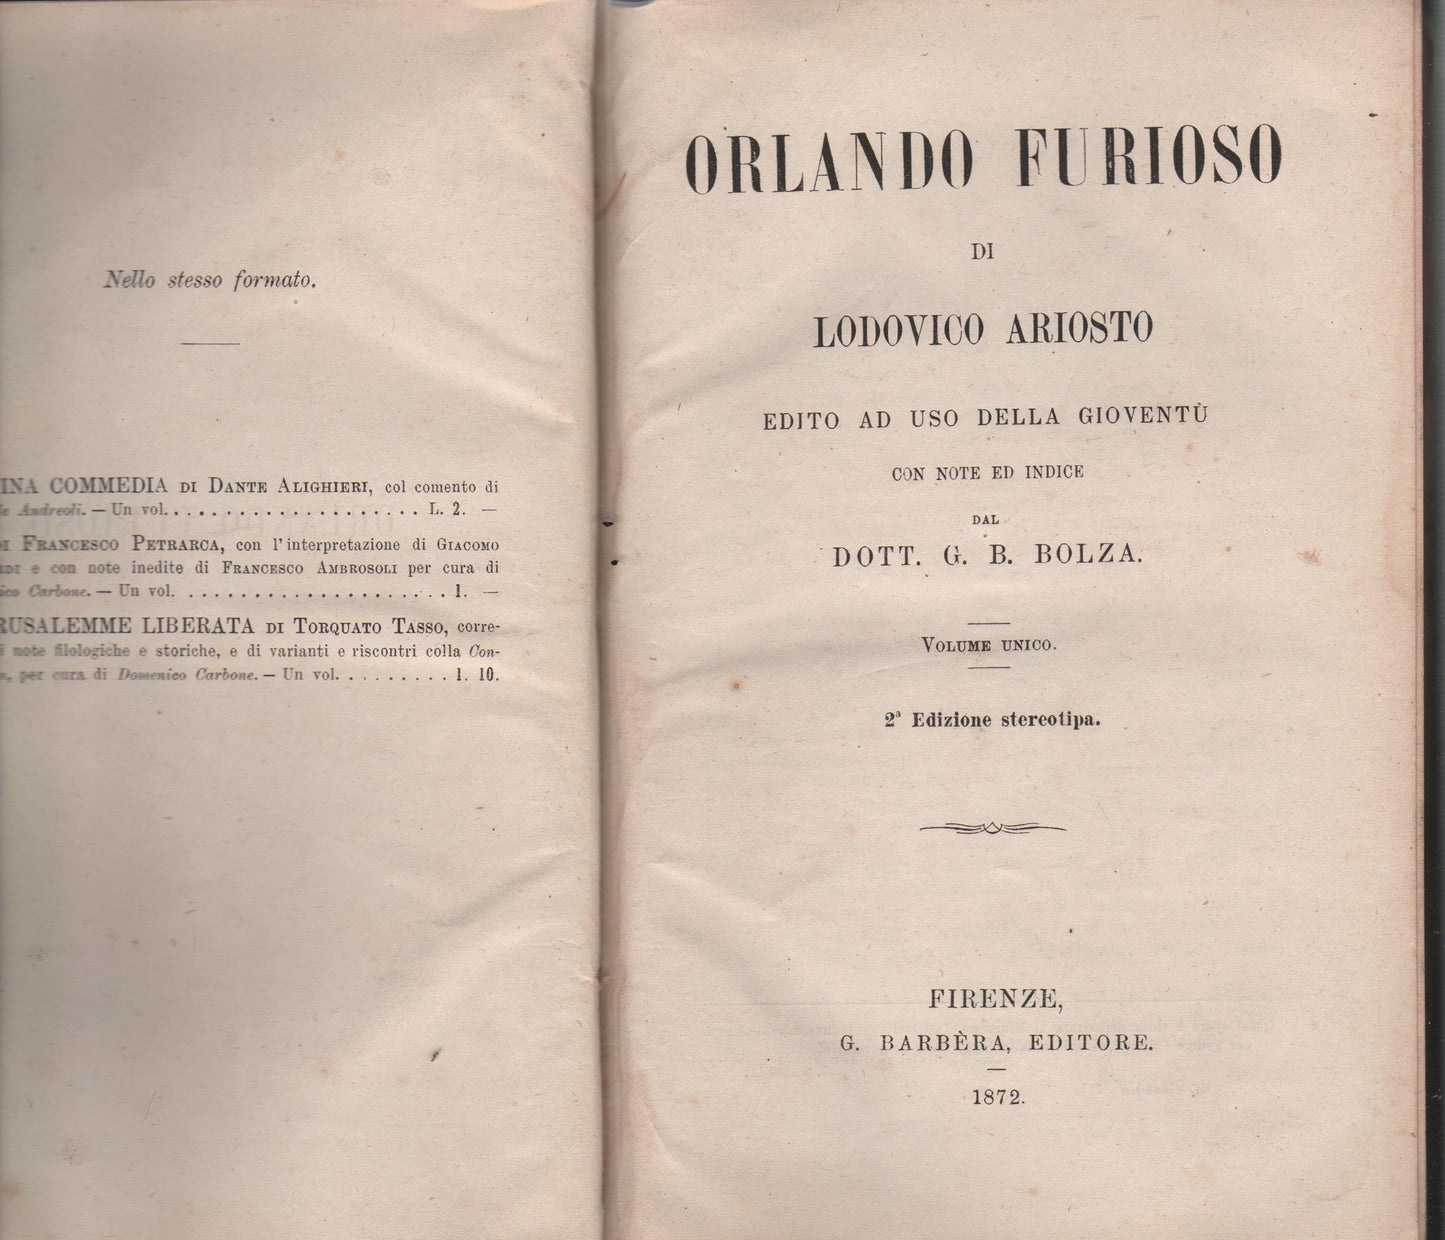 Nello stesso formato.
INA COMMEDIA DI DANTE ALIGHIERI, col comento di
Andreoli. — Un vol. . . . . . . . . . . . . . . . . . . . L. 2. —
FRANCESCO PETRARCA, con l'interpretazione di GIACOMO
e con note inedite di FRANCESCO AMBROSOLI per cura di
Carbone. — Un vol. . . . . . . . . . . . . . . . . . . . 1. —
RUSALEMME LIBERATA DI TORQUATO TASSO, corre-
note filologiche e storiche, e di varianti e riscontri colla Con-
per cura di Domenico Carbone. — Un vol. . . . . . . . . . 1. 10.
ORLANDO FURIOSO
DI
LODOVICO ARIOSTO
EDITO AD USO DELLA GIOVENTÙ
CON NOTE ED INDICE
DAL
DOTT. G. B. BOLZA.
VOLUME UNICO.
2ª Edizione stereotipa.
FIRENZE,
G. BARBÈRA, EDITORE.
—
1872.